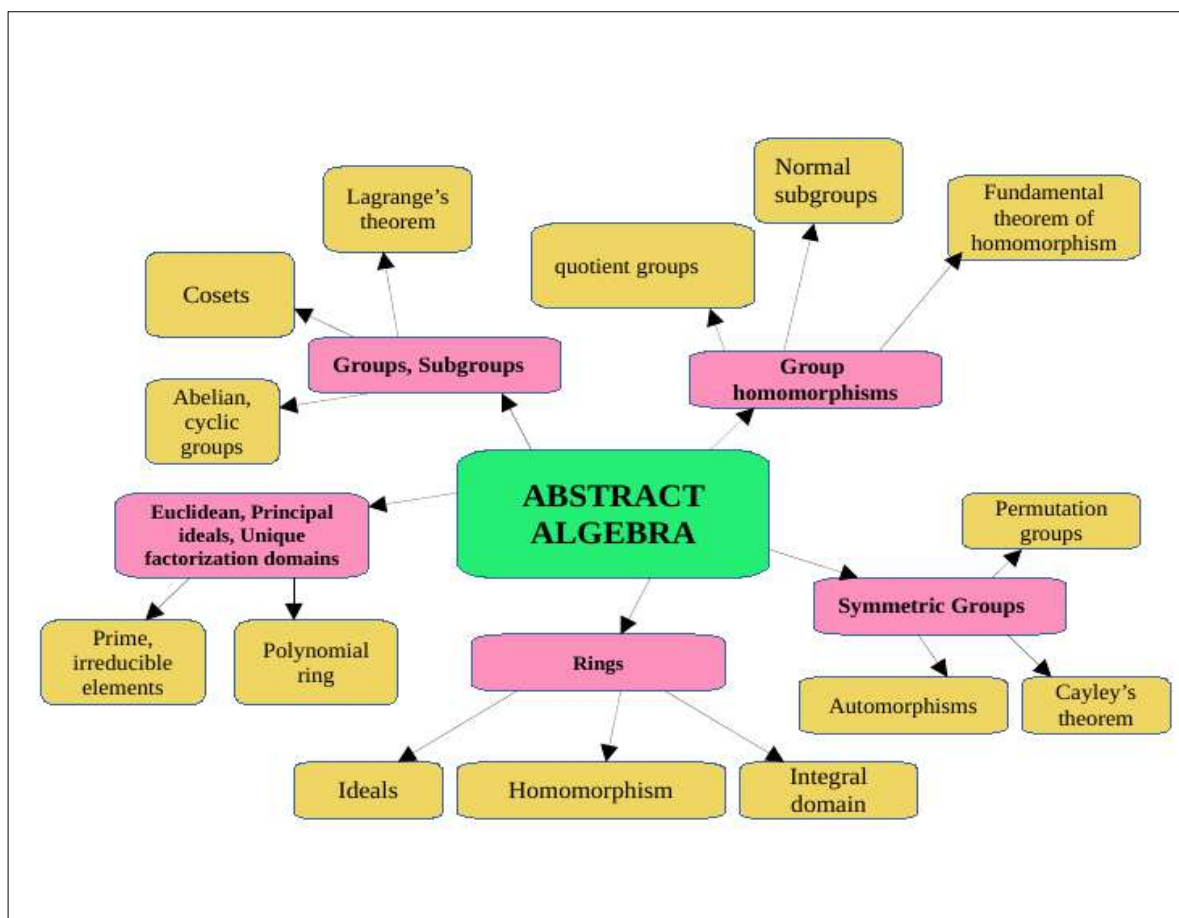 Normal
subgroups
Lagrange’s
theorem
Fundamental
theorem of
homomorphism
quotient groups
Cosets
Groups, Subgroups
Group
homomorphisms
Abelian,
cyclic
groups
ABSTRACT
ALGEBRA
Euclidean, Principal
ideals, Unique
factorization domains
Permutation
groups
Symmetric Groups
Prime,
irreducible
elements
Polynomial
ring
Rings
Automorphisms
Cayley’s
theorem
Ideals
Homomorphism
Integral
domain